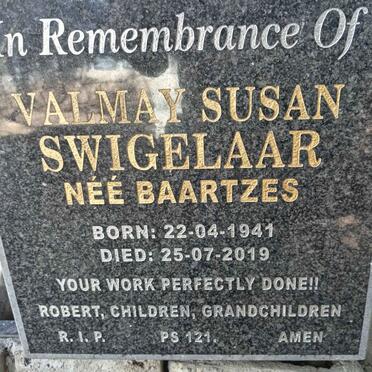 In Remembrance Of
VALMAY SUSAN
SWIGELAAR
NÉÉ BAARTZES
BORN: 22-04-1941
DIED: 25-07-2019
YOUR WORK PERFECTLY DONE!!
ROBERT, CHILDREN, GRANDCHILDREN
R. I. P. PS 121. AMEN